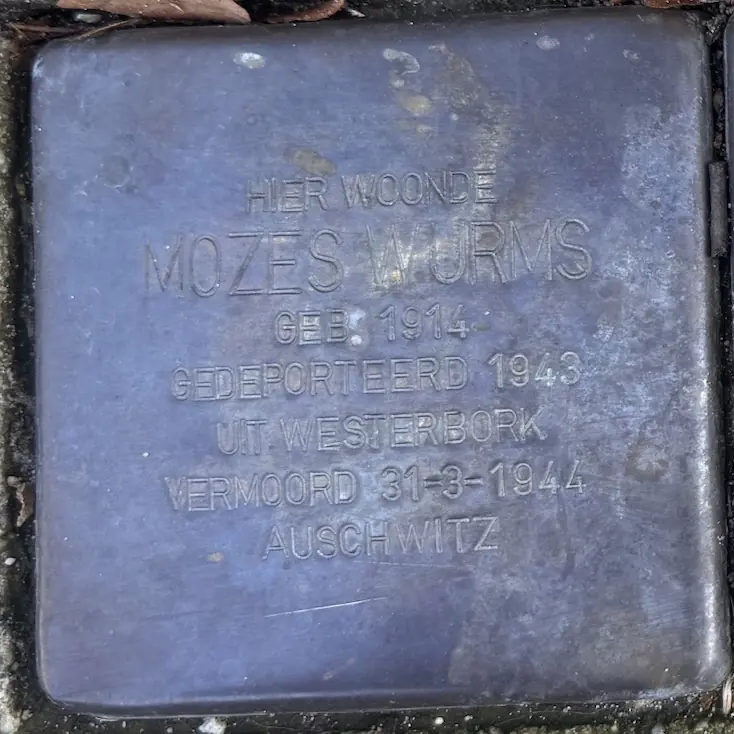 HIER WOONDE
MOZES WURMS
GEB. 1914
GEDEPORTEERD 1943
UIT WESTERBORK
VERMOORD 31-3-1944
AUSCHWITZ